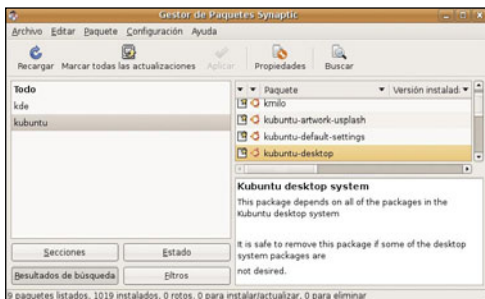 Gestor de Paquetes Synaptic
Archivo Editar Paquete Configuración Ayuda
Recargar Marcar todas las actualizaciones Aplicar Propiedades Buscar
Todo
kde
kubuntu
Paquete Versión instalad
kmilo
kubuntu-artwork-usplash
kubuntu-default-settings
kubuntu-desktop
Kubuntu desktop system
This package depends on all of the packages in the
Kubuntu desktop system
It is safe to remove this package if some of the desktop
system packages are
not desired.
Secciones Estado
Resultados de búsqueda Filtros
9 paquetes listados, 1019 instalados, 0 rotos, 0 para instalar/actualizar, 0 para eliminar